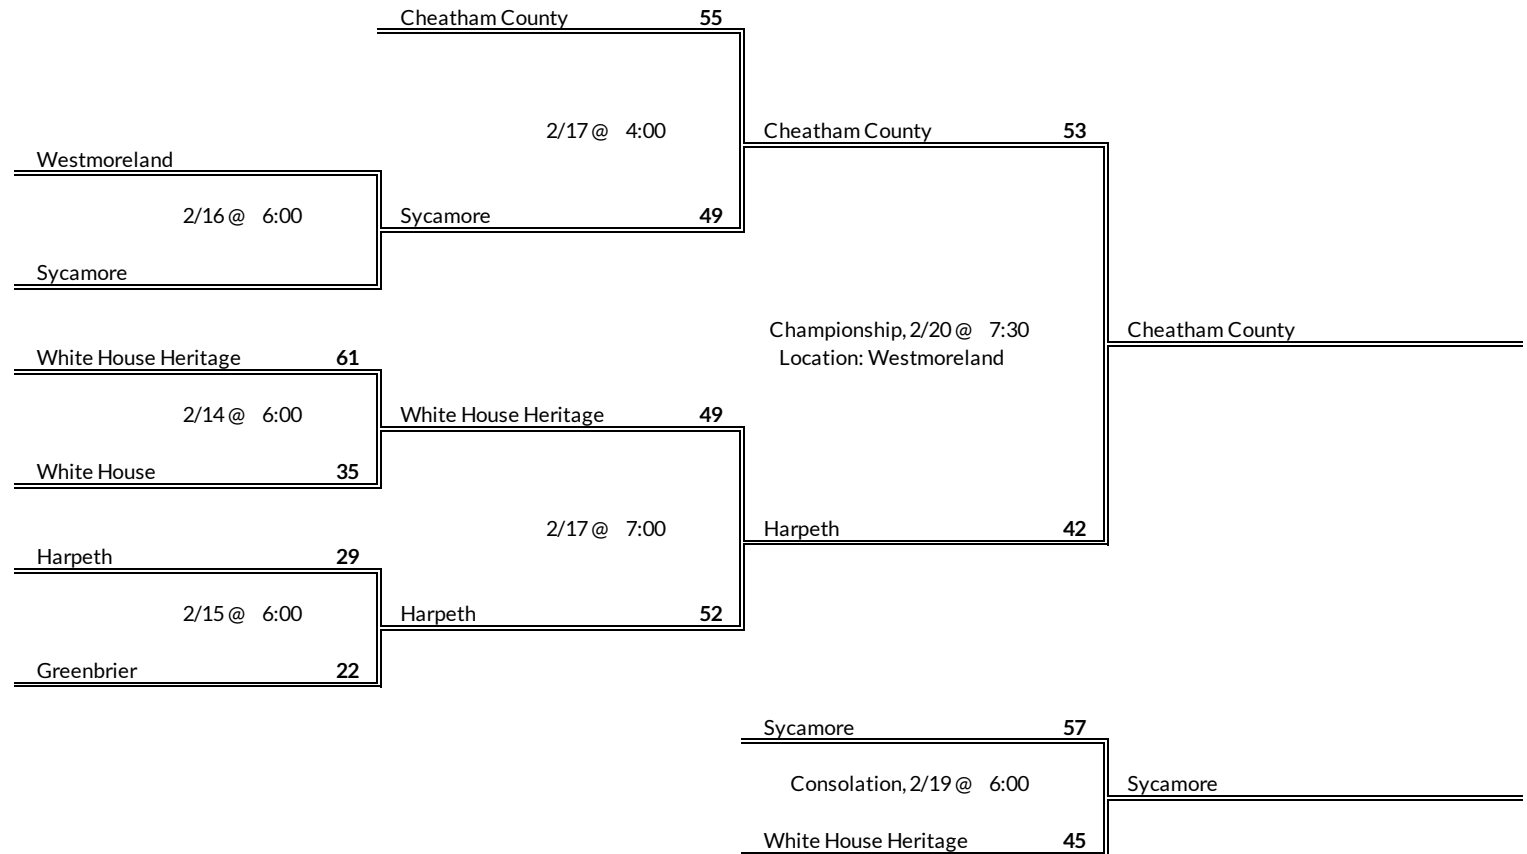 Cheatham County 55
2/17 @ 4:00
Cheatham County 53
Westmoreland
2/16 @ 6:00
Sycamore 49
Sycamore
Championship, 2/20 @ 7:30
Cheatham County
White House Heritage 61
Location: Westmoreland
2/14 @ 6:00
White House Heritage 49
White House 35
2/17 @ 7:00
Harpeth 42
Harpeth 29
2/15 @ 6:00
Harpeth 52
Greenbrier 22
Sycamore 57
Consolation, 2/19 @ 6:00
Sycamore
White House Heritage 45